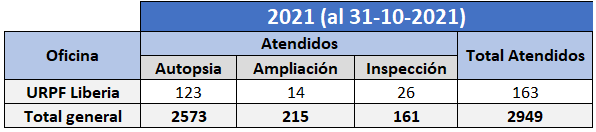 2021 (al 31-10-2021)
Oficina Atendidos Total Atendidos
Autopsia Ampliación Inspección
URPF Liberia 123 14 26 163
Total general 2573 215 161 2949